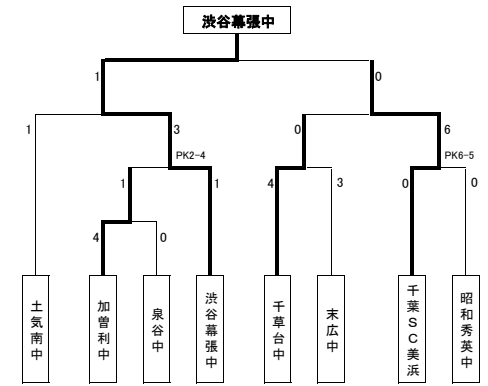 渋谷幕張中
1 0
1 3 0 6
PK2-4 PK6-5
1 1 4 3 0 0
4 0
土気南中
加曽利中
泉谷中
渋谷幕張中
千草台中
末広中
千葉SC美浜
昭和秀英中